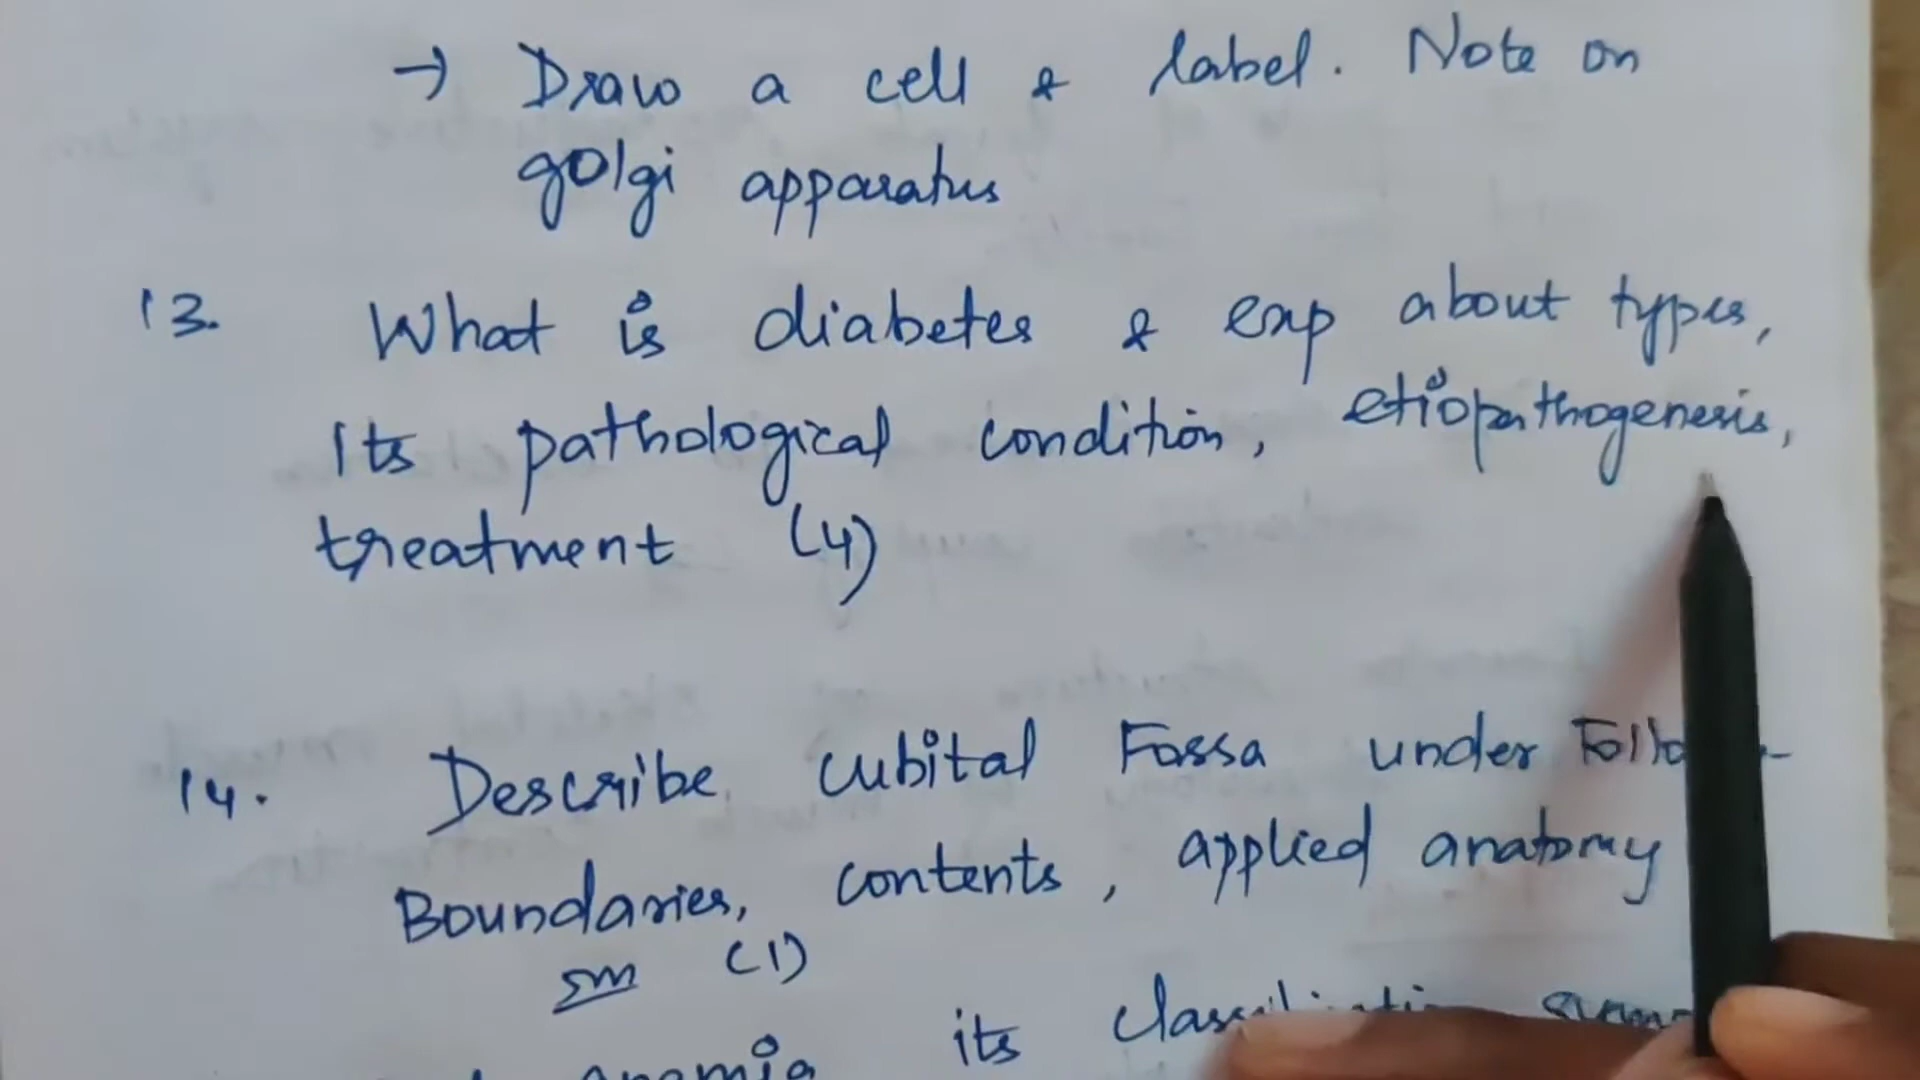 → Draw a cell & label. Note on
golgi apparatus
13. What is diabetes & exp about types,
Its pathological condition, etiopathogenesis,
treatment (4)
14. Describe cubital Fossa under
Boundaries, contents, applied anatomy
5m (1)
its